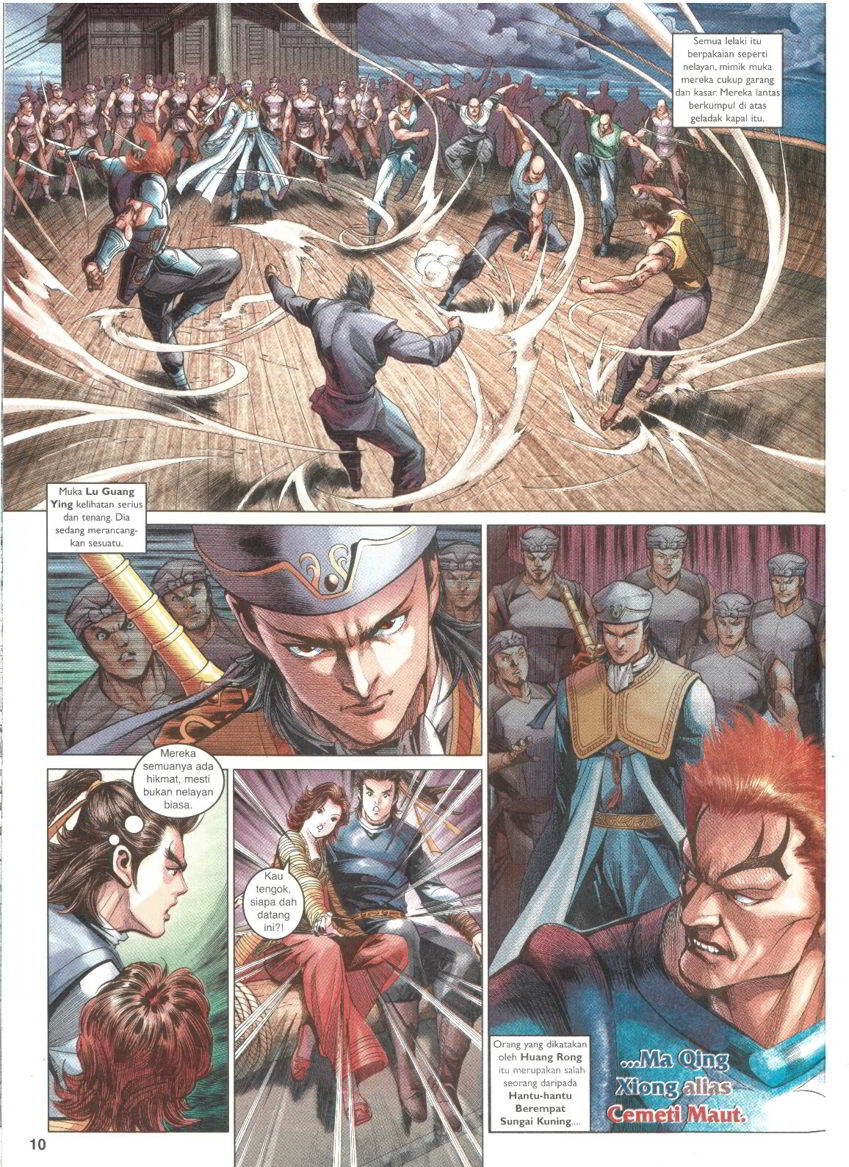 Semua lelaki itu
berpakaian seperti
nelayan, mimik muka
mereka cukup garang
dan kasar. Mereka lantas
berkumpul di atas
geladak kapal itu.
Muka Lu Guang
Ying kelihatan serius
dan tenang. Dia
sedang merancang-
kan sesuatu.
Mereka
semuanya ada
hikmat, mesti
bukan nelayan
biasa.
Kau
tengok,
siapa dah
datang
ini?!
Orang yang dikatakan
oleh Huang Rong
itu merupakan salah
seorang daripada
Hantu-hantu
Berempat
Sungai Kuning....
...Ma Qing
Xiong alias
Cemeti Maut.
10